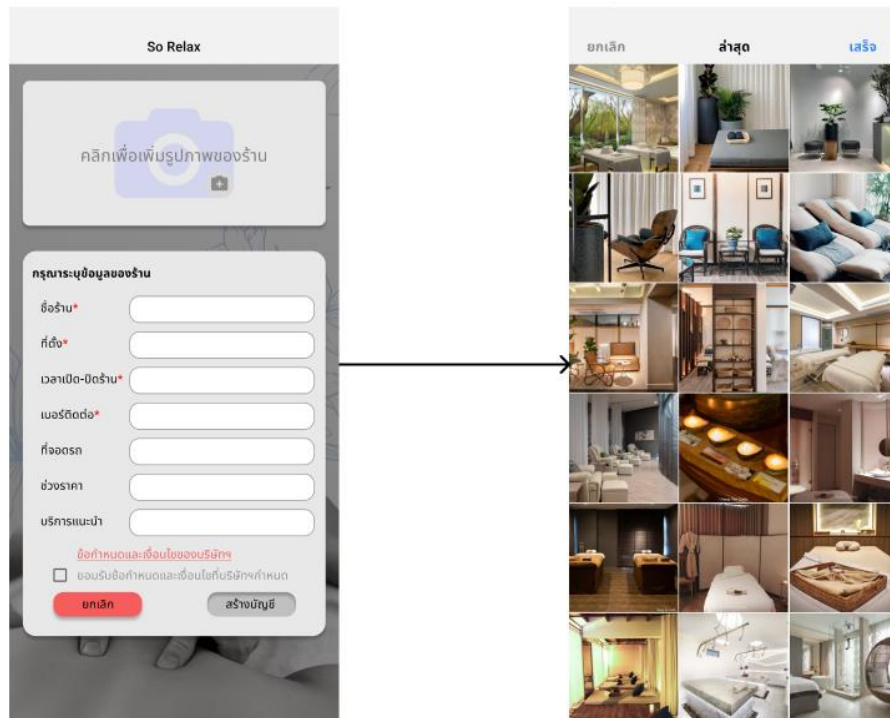 So Relax
คลิกเพื่อเพิ่มรูปภาพของร้าน
กรุณาระบุข้อมูลของร้าน
ชื่อร้าน*
ที่ตั้ง*
เวลาเปิด-ปิดร้าน*
เบอร์ติดต่อ*
ที่จอดรถ
ช่วงราคา
บริการแนะนำ
ข้อกำหนดและเงื่อนไขของบริษัทฯ
ยอมรับข้อกำหนดและเงื่อนไขที่บริษัทฯกำหนด
ยกเลิก
สร้างบัญชี
ยกเลิก
ล่าสุด
เสร็จ